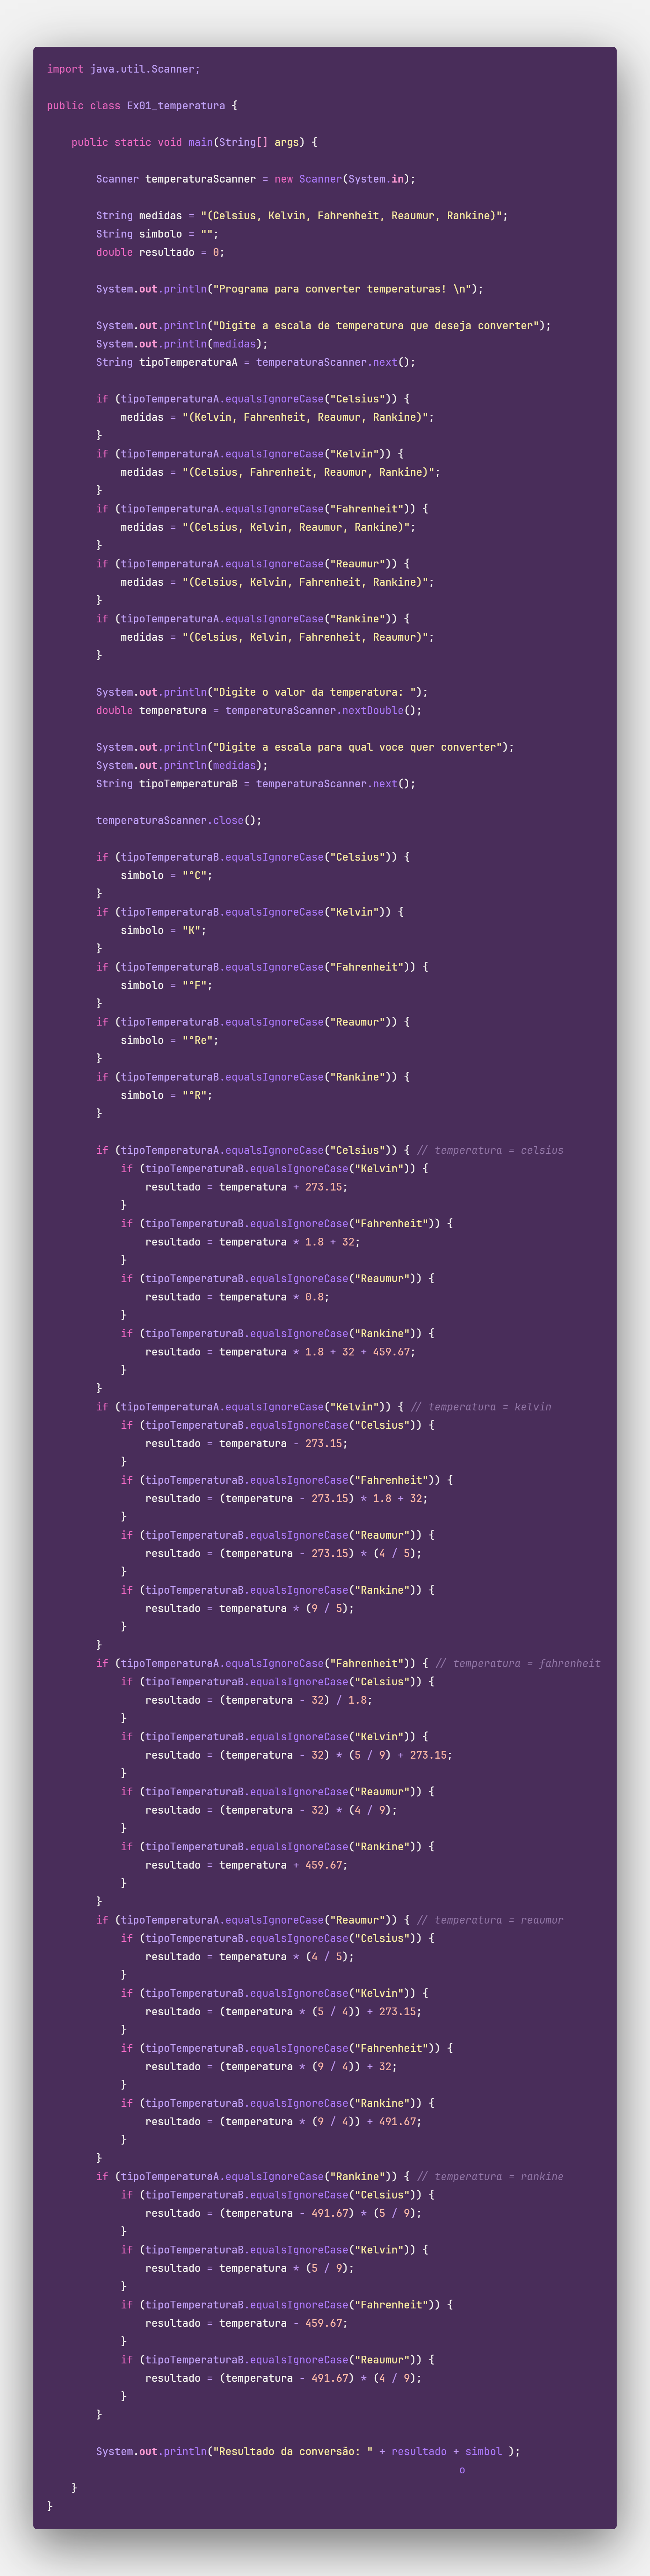 import java.util.Scanner;
public class Ex01_temperatura {
public static void main(String[] args) {
Scanner temperaturaScanner = new Scanner(System.in);
String medidas = "(Celsius, Kelvin, Fahrenheit, Reaumur, Rankine)";
String simbolo = "";
double resultado = 0;
System.out.println("Programa para converter temperaturas! \n");
System.out.println("Digite a escala de temperatura que deseja converter");
System.out.println(medidas);
String tipoTemperaturaA = temperaturaScanner.next();
if (tipoTemperaturaA.equalsIgnoreCase("Celsius")) {
medidas = "(Kelvin, Fahrenheit, Reaumur, Rankine)";
}
if (tipoTemperaturaA.equalsIgnoreCase("Kelvin")) {
medidas = "(Celsius, Fahrenheit, Reaumur, Rankine)";
}
if (tipoTemperaturaA.equalsIgnoreCase("Fahrenheit")) {
medidas = "(Celsius, Kelvin, Reaumur, Rankine)";
}
if (tipoTemperaturaA.equalsIgnoreCase("Reaumur")) {
medidas = "(Celsius, Kelvin, Fahrenheit, Rankine)";
}
if (tipoTemperaturaA.equalsIgnoreCase("Rankine")) {
medidas = "(Celsius, Kelvin, Fahrenheit, Reaumur)";
}
System.out.println("Digite o valor da temperatura: ");
double temperatura = temperaturaScanner.nextDouble();
System.out.println("Digite a escala para qual voce quer converter");
System.out.println(medidas);
String tipoTemperaturaB = temperaturaScanner.next();
temperaturaScanner.close();
if (tipoTemperaturaB.equalsIgnoreCase("Celsius")) {
simbolo = "°C";
}
if (tipoTemperaturaB.equalsIgnoreCase("Kelvin")) {
simbolo = "K";
}
if (tipoTemperaturaB.equalsIgnoreCase("Fahrenheit")) {
simbolo = "°F";
}
if (tipoTemperaturaB.equalsIgnoreCase("Reaumur")) {
simbolo = "°Re";
}
if (tipoTemperaturaB.equalsIgnoreCase("Rankine")) {
simbolo = "°R";
}
if (tipoTemperaturaA.equalsIgnoreCase("Celsius")) { // temperatura = celsius
if (tipoTemperaturaB.equalsIgnoreCase("Kelvin")) {
resultado = temperatura + 273.15;
}
if (tipoTemperaturaB.equalsIgnoreCase("Fahrenheit")) {
resultado = temperatura * 1.8 + 32;
}
if (tipoTemperaturaB.equalsIgnoreCase("Reaumur")) {
resultado = temperatura * 0.8;
}
if (tipoTemperaturaB.equalsIgnoreCase("Rankine")) {
resultado = temperatura * 1.8 + 32 + 459.67;
}
}
if (tipoTemperaturaA.equalsIgnoreCase("Kelvin")) { // temperatura = kelvin
if (tipoTemperaturaB.equalsIgnoreCase("Celsius")) {
resultado = temperatura - 273.15;
}
if (tipoTemperaturaB.equalsIgnoreCase("Fahrenheit")) {
resultado = (temperatura - 273.15) * 1.8 + 32;
}
if (tipoTemperaturaB.equalsIgnoreCase("Reaumur")) {
resultado = (temperatura - 273.15) * (4 / 5);
}
if (tipoTemperaturaB.equalsIgnoreCase("Rankine")) {
resultado = temperatura * (9 / 5);
}
}
if (tipoTemperaturaA.equalsIgnoreCase("Fahrenheit")) { // temperatura = fahrenheit
if (tipoTemperaturaB.equalsIgnoreCase("Celsius")) {
resultado = (temperatura - 32) / 1.8;
}
if (tipoTemperaturaB.equalsIgnoreCase("Kelvin")) {
resultado = (temperatura - 32) * (5 / 9) + 273.15;
}
if (tipoTemperaturaB.equalsIgnoreCase("Reaumur")) {
resultado = (temperatura - 32) * (4 / 9);
}
if (tipoTemperaturaB.equalsIgnoreCase("Rankine")) {
resultado = temperatura + 459.67;
}
}
if (tipoTemperaturaA.equalsIgnoreCase("Reaumur")) { // temperatura = reaumur
if (tipoTemperaturaB.equalsIgnoreCase("Celsius")) {
resultado = temperatura * (4 / 5);
}
if (tipoTemperaturaB.equalsIgnoreCase("Kelvin")) {
resultado = (temperatura * (5 / 4)) + 273.15;
}
if (tipoTemperaturaB.equalsIgnoreCase("Fahrenheit")) {
resultado = (temperatura * (9 / 4)) + 32;
}
if (tipoTemperaturaB.equalsIgnoreCase("Rankine")) {
resultado = (temperatura * (9 / 4)) + 491.67;
}
}
if (tipoTemperaturaA.equalsIgnoreCase("Rankine")) { // temperatura = rankine
if (tipoTemperaturaB.equalsIgnoreCase("Celsius")) {
resultado = (temperatura - 491.67) * (5 / 9);
}
if (tipoTemperaturaB.equalsIgnoreCase("Kelvin")) {
resultado = temperatura * (5 / 9);
}
if (tipoTemperaturaB.equalsIgnoreCase("Fahrenheit")) {
resultado = temperatura - 459.67;
}
if (tipoTemperaturaB.equalsIgnoreCase("Reaumur")) {
resultado = (temperatura - 491.67) * (4 / 9);
}
}
System.out.println("Resultado da conversão: " + resultado + simbol );
o
}
}